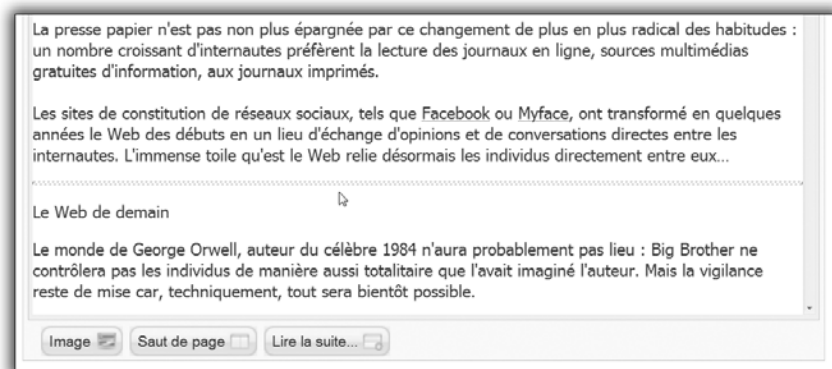 La presse papier n'est pas non plus épargnée par ce changement de plus en plus radical des habitudes :
un nombre croissant d'internautes préfèrent la lecture des journaux en ligne, sources multimédias
gratuites d'information, aux journaux imprimés.
Les sites de constitution de réseaux sociaux, tels que Facebook ou Myface, ont transformé en quelques
années le Web des débuts en un lieu d'échange d'opinions et de conversations directes entre les
internautes. L'immense toile qu'est le Web relie désormais les individus directement entre eux...
Le Web de demain
Le monde de George Orwell, auteur du célèbre 1984 n'aura probablement pas lieu : Big Brother ne
contrôlera pas les individus de manière aussi totalitaire que l'avait imaginé l'auteur. Mais la vigilance
reste de mise car, techniquement, tout sera bientôt possible.
Image Saut de page Lire la suite...